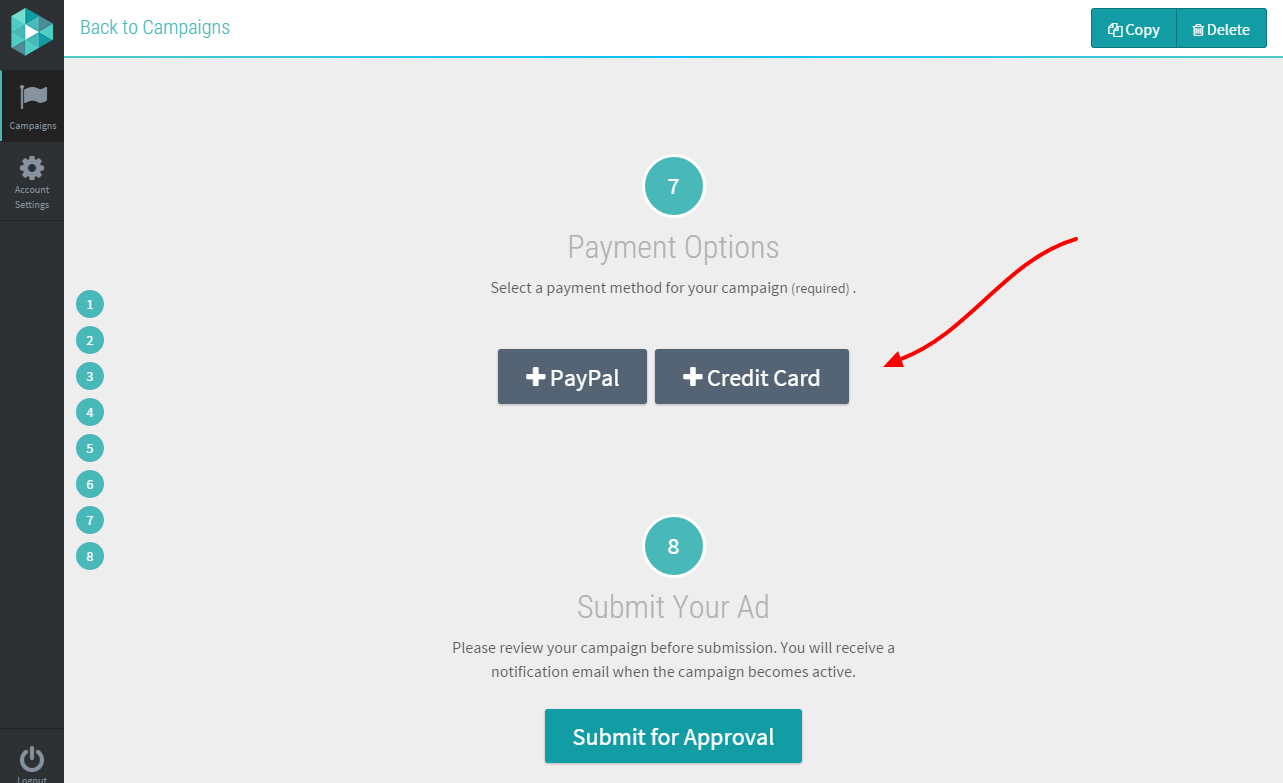 Back to Campaigns
Copy
Delete
Campaigns
Account
Settings
7
Payment Options
Select a payment method for your campaign (required) .
PayPal
Credit Card
1
2
3
4
5
6
7
8
8
Submit Your Ad
Please review your campaign before submission. You will receive a
notification email when the campaign becomes active.
Submit for Approval
Logout